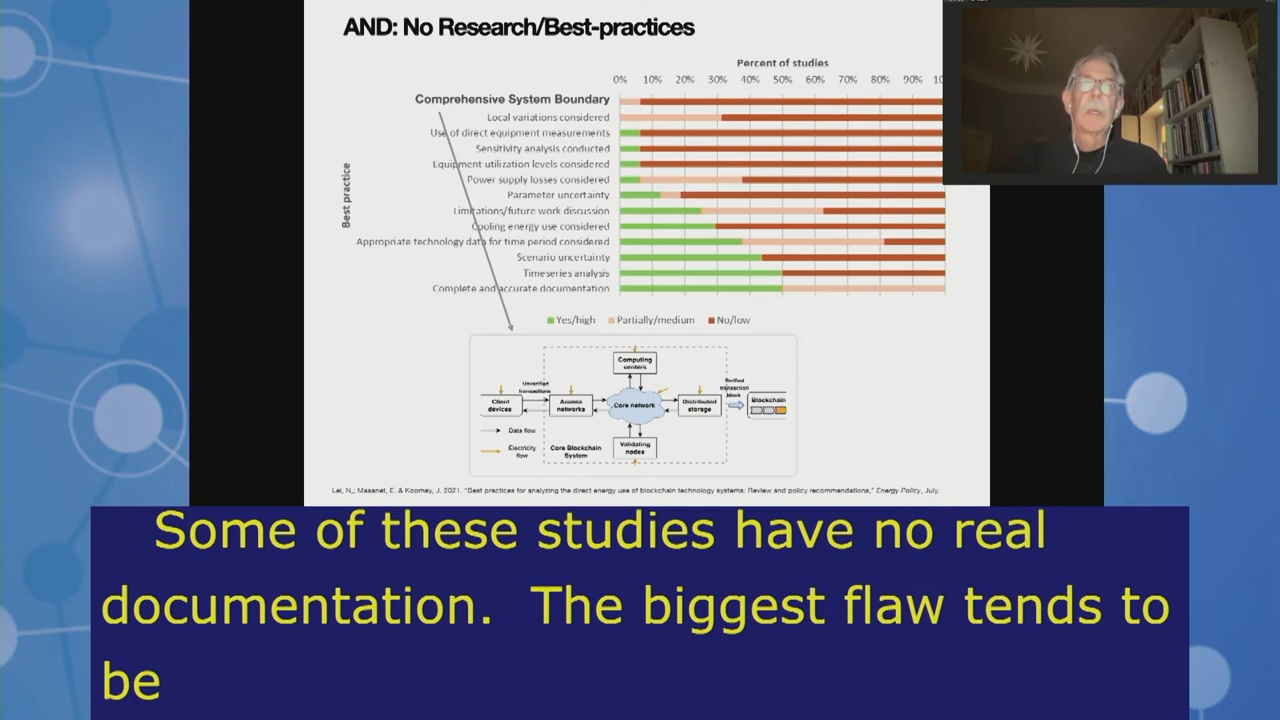 AND: No Research/Best-practices
Percent of studies
0% 10% 20% 30% 40% 50% 60% 70% 80% 90%
Best practice
Comprehensive System Boundary
Local variations considered
Use of direct equipment measurements
Sensitivity analysis conducted
Equipment utilization levels considered
Power supply losses considered
Parameter uncertainty
Limitations/future work discussion
Cooling energy use considered
Appropriate technology data for time period considered
Scenario uncertainty
Timeseries analysis
Complete and accurate documentation
Yes/high Partially/medium No/low
Computing
centers
Unverified
transactions
Verified
transaction
block
Client
devices
Access
networks
Core network
Distributed
storage
Blockchain
Data flow
Electricity
flow
Core Blockchain
System
Validating
nodes
Lei, N.; Masanet, E. & Koomey, J. 2021. "Best practices for analyzing the direct energy use of blockchain technology systems: Review and policy recommendations," Energy Policy, July.
Some of these studies have no real
documentation. The biggest flaw tends to
be